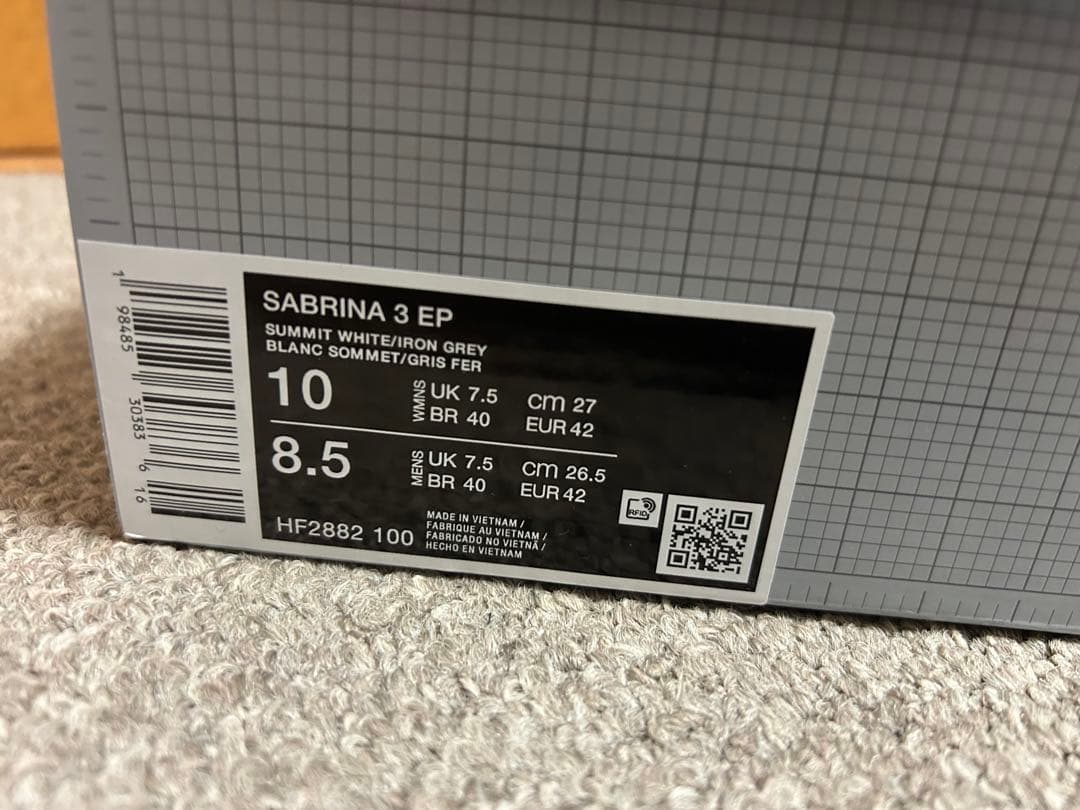 1 98485 30383 6 16
SABRINA 3 EP
SUMMIT WHITE/IRON GREY
BLANC SOMMET/GRIS FER
10
WMNS
UK 7.5 cm 27
BR 40 EUR 42
8.5
MENS
UK 7.5 cm 26.5
BR 40 EUR 42
HF2882 100
MADE IN VIETNAM /
FABRIQUE AU VIETNAM /
FABRICADO NO VIETNÃ /
HECHO EN VIETNAM
RFID